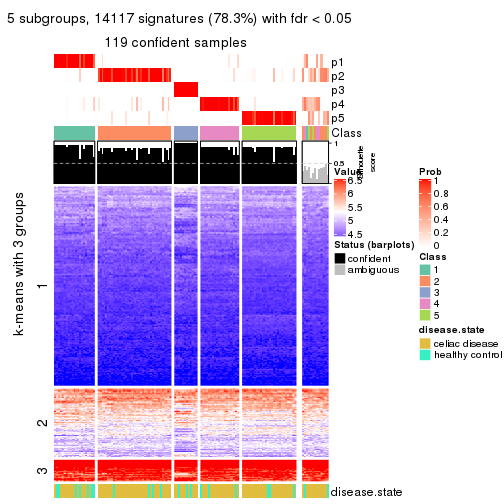 5 subgroups, 14117 signatures (78.3%) with fdr < 0.05
119 confident samples
p1
p2
p3
p4
p5
Class
1
0.5
silhouette
score
k-means with 3 groups
1
2
3
disease.state
Value
6.5
6
5.5
5
4.5
Status (barplots)
confident
ambiguous
Prob
1
0.8
0.6
0.4
0.2
0
Class
1
2
3
4
5
disease.state
celiac disease
healthy control